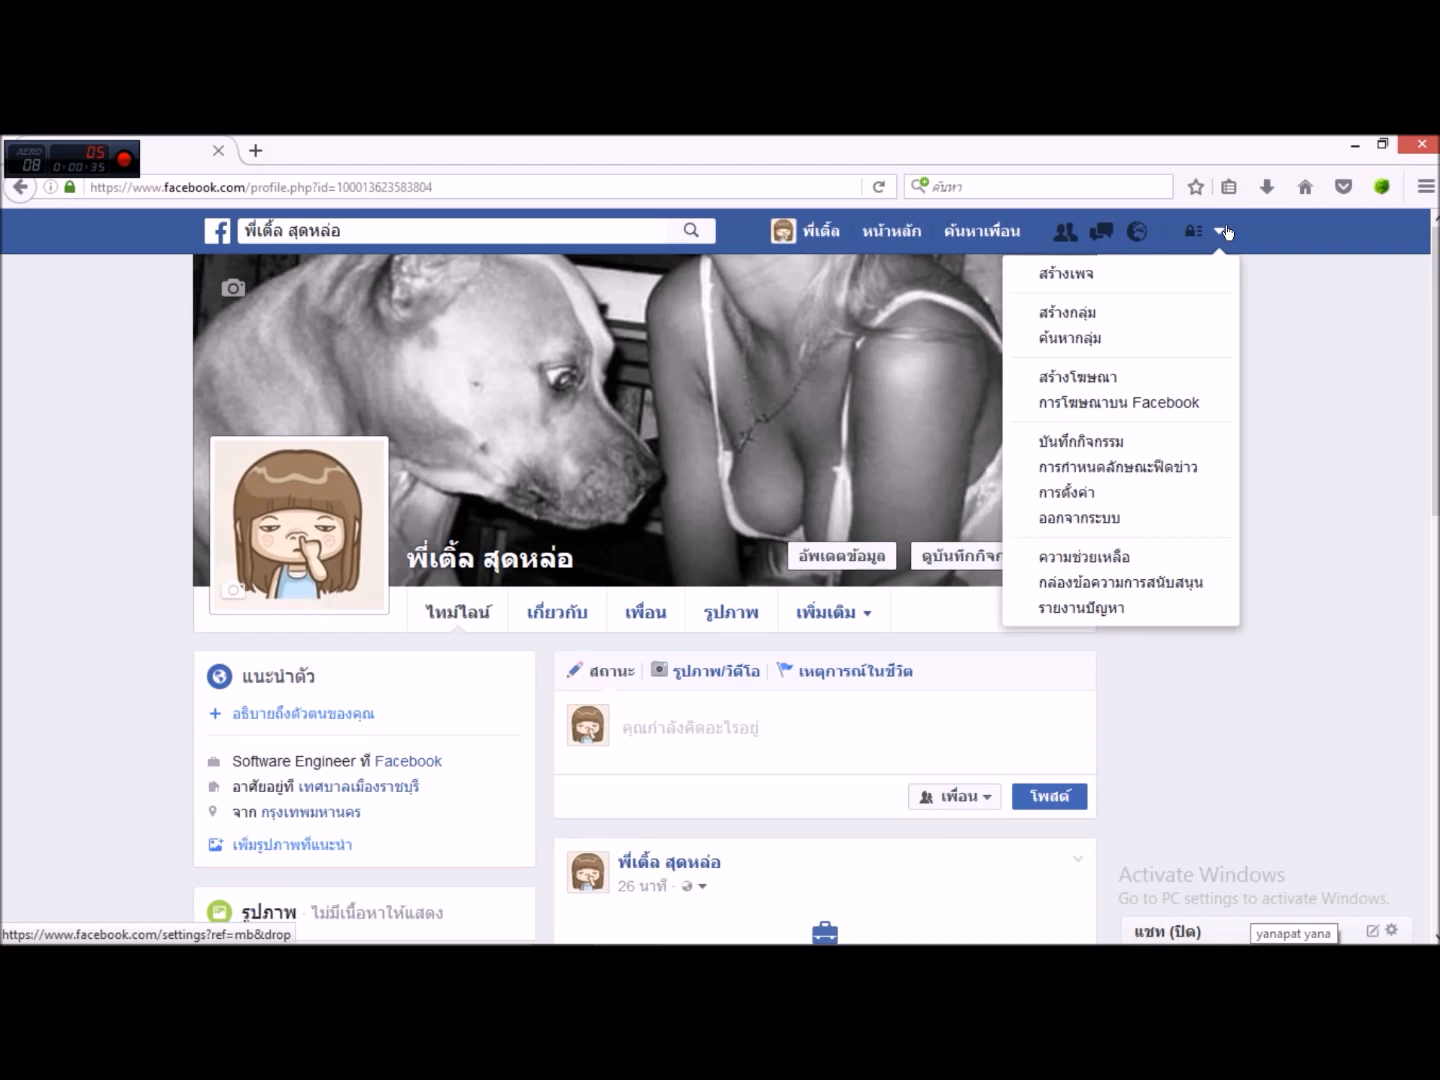 AERO
08
05
0:00:35
https://www.facebook.com/profile.php?id=100013623583804
ค้นหา
พี่เติ้ล สุดหล่อ
พี่เติ้ล
หน้าหลัก
ค้นหาเพื่อน
สร้างเพจ
สร้างกลุ่ม
ค้นหากลุ่ม
สร้างโฆษณา
การโฆษณาบน Facebook
บันทึกกิจกรรม
การกำหนดลักษณะฟีดข่าว
การตั้งค่า
ออกจากระบบ
ความช่วยเหลือ
กล่องข้อความการสนับสนุน
รายงานปัญหา
พี่เติ้ล สุดหล่อ
อัพเดตข้อมูล
ดูบันทึกกิจก
ไทม์ไลน์
เกี่ยวกับ
เพื่อน
รูปภาพ
เพิ่มเติม
แนะนำตัว
อธิบายถึงตัวตนของคุณ
Software Engineer ที่ Facebook
อาศัยอยู่ที่ เทศบาลเมืองราชบุรี
จาก กรุงเทพมหานคร
เพิ่มรูปภาพที่แนะนำ
รูปภาพ · ไม่มีเนื้อหาให้แสดง
สถานะ
รูปภาพ/วิดีโอ
เหตุการณ์ในชีวิต
คุณกำลังคิดอะไรอยู่
เพื่อน
โพสต์
พี่เติ้ล สุดหล่อ
26 นาที ·
Activate Windows
Go to PC settings to activate Windows.
แชท (ปิด)
yanapat yana
https://www.facebook.com/settings?ref=mb&drop